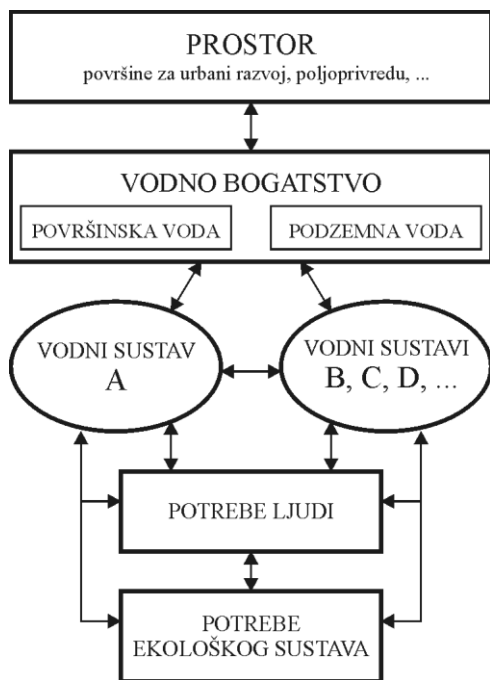 PROSTOR
površine za urbani razvoj, poljoprivredu, ...
VODNO BOGATSTVO
POVRŠINSKA VODA
PODZEMNA VODA
VODNI SUSTAV
A
VODNI SUSTAVI
B, C, D, ...
POTREBE LJUDI
POTREBE
EKOLOŠKOG SUSTAVA